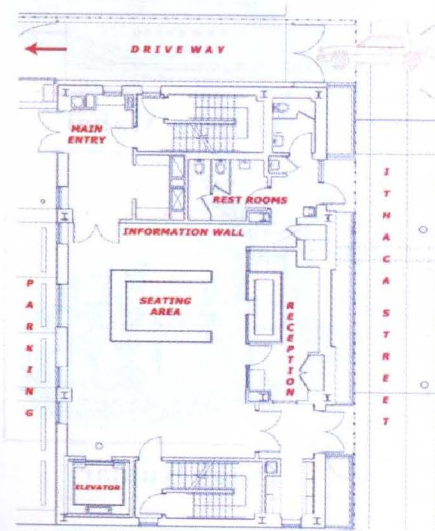 DRIVE WAY
MAIN
ENTRY
REST ROOMS
INFORMATION WALL
SEATING
AREA
RECEPTION
PARKING
ITHACA STREET
ELEVATOR